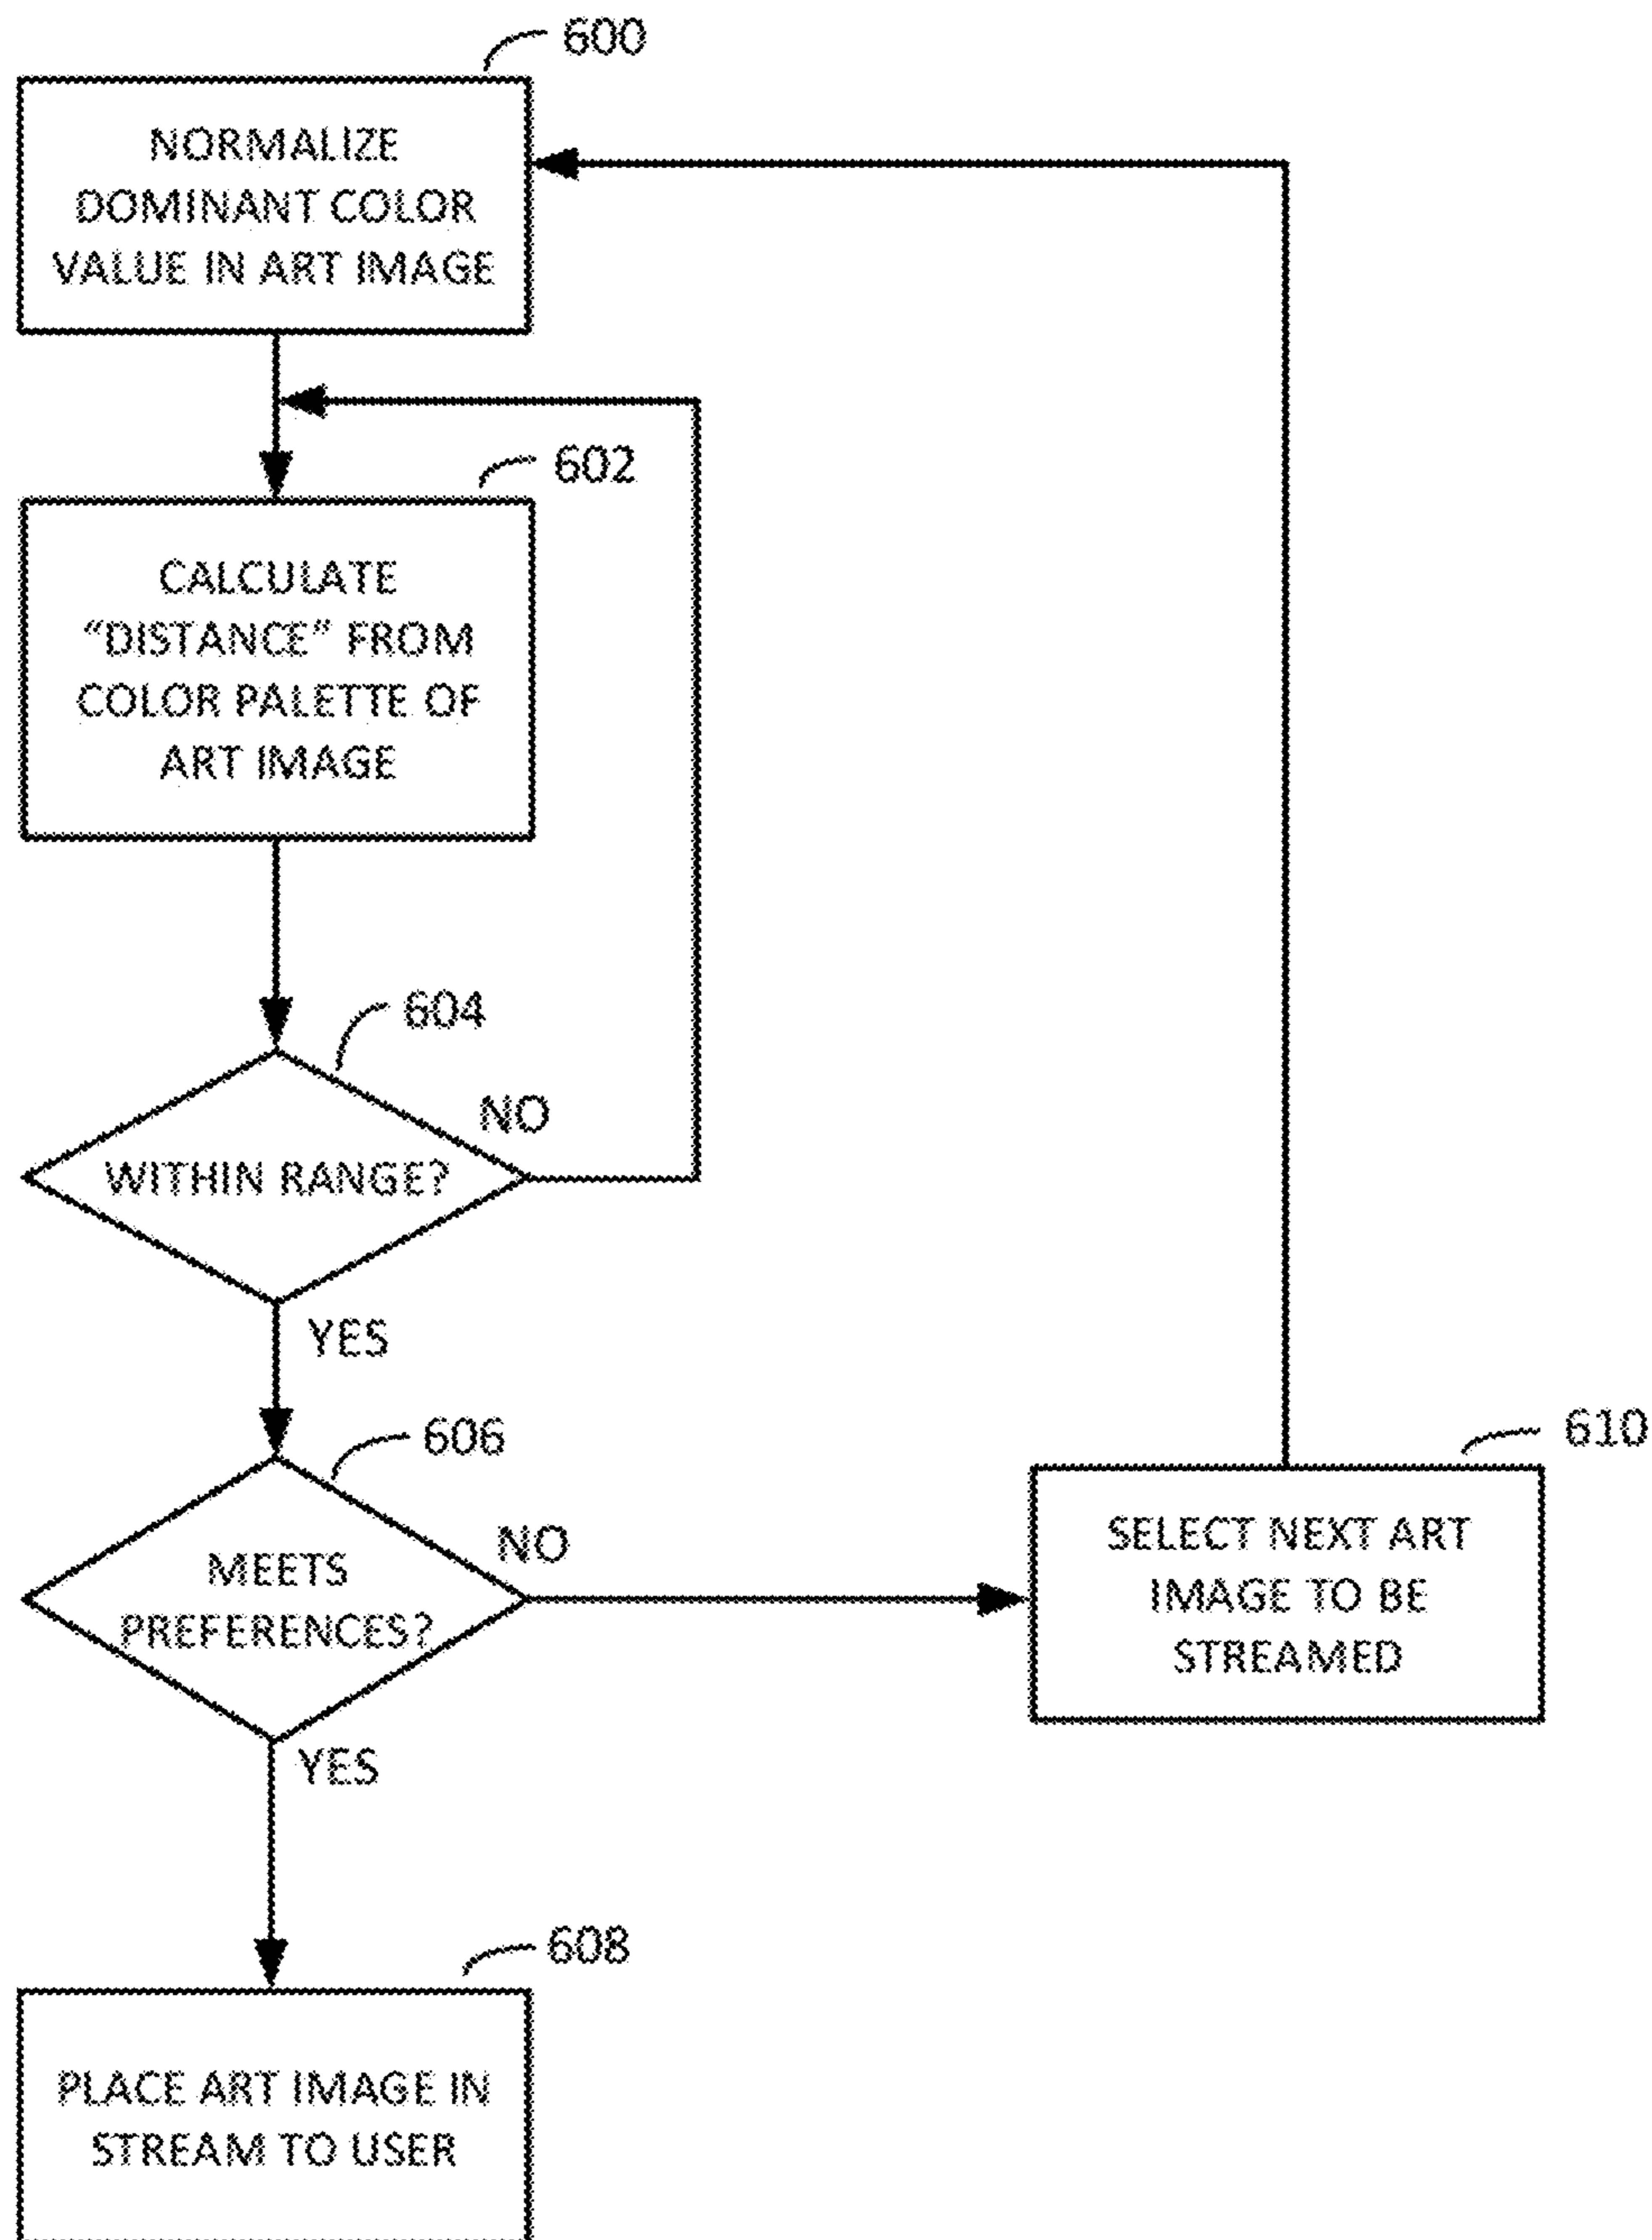 600
NORMALIZE
DOMINANT COLOR
VALUE IN ART IMAGE
602
CALCULATE
“DISTANCE” FROM
COLOR PALETTE OF
ART IMAGE
604
NO
WITHIN RANGE?
YES
606
NO
MEETS
PREFERENCES?
YES
610
SELECT NEXT ART
IMAGE TO BE
STREAMED
608
PLACE ART IMAGE IN
STREAM TO USER